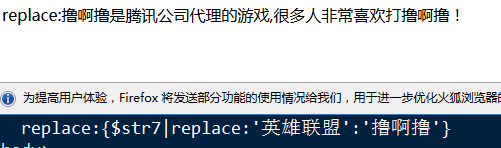 replace:撸啊撸是腾讯公司代理的游戏,很多人非常喜欢打撸啊撸！
为提高用户体验，Firefox 将发送部分功能的使用情况给我们，用于进一步优化火狐浏览器的
replace:{$str7|replace:'英雄联盟':'撸啊撸'}